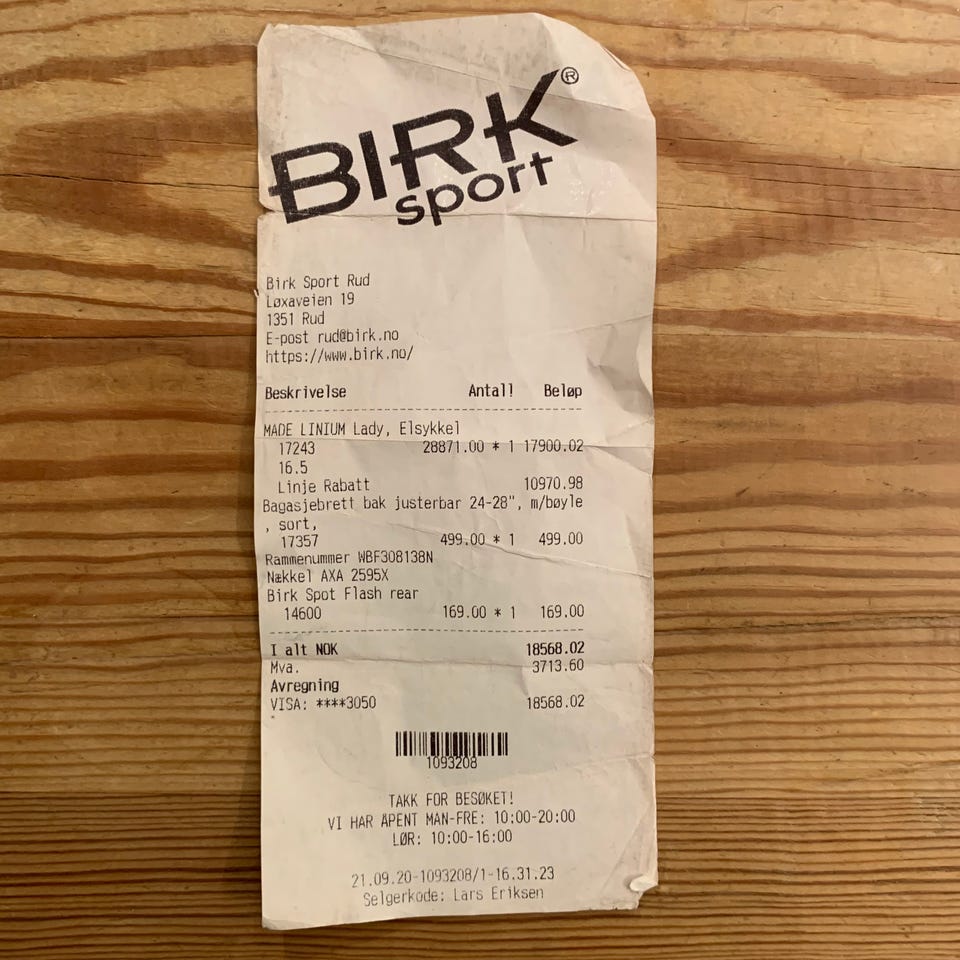 BIRK®
sport
Birk Sport Rud
Løxaveien 19
1351 Rud
E-post rud@birk.no
https://www.birk.no/
Beskrivelse Antall Beløp
MADE LINIUM Lady, Elsykkel
17243 28871.00 * 1 17900.02
16.5
Linje Rabatt 10970.98
Bagasjebrett bak justerbar 24-28", m/bøyle
, sort,
17357 499.00 * 1 499.00
Rammenummer WBF308138N
Nøkkel AXA 2595X
Birk Spot Flash rear
14600 169.00 * 1 169.00
I alt NOK 18568.02
Mva. 3713.60
Avregning
VISA: ****3050 18568.02
1093208
TAKK FOR BESØKET!
VI HAR ÅPENT MAN-FRE: 10:00-20:00
LØR: 10:00-16:00
21.09.20-1093208/1-16.31.23
Selgerkode: Lars Eriksen